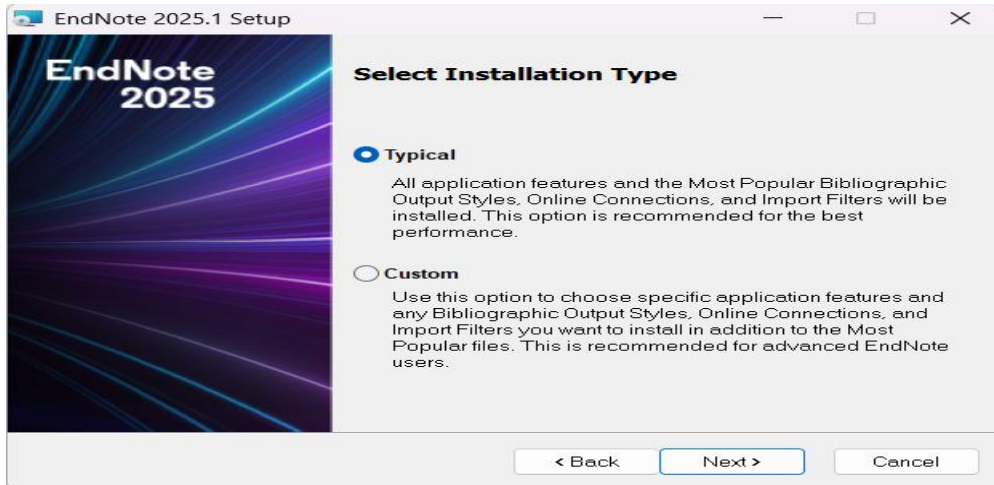 EndNote 2025.1 Setup
EndNote
2025
Select Installation Type
Typical
All application features and the Most Popular Bibliographic
Output Styles, Online Connections, and Import Filters will be
installed. This option is recommended for the best
performance.
Custom
Use this option to choose specific application features and
any Bibliographic Output Styles, Online Connections, and
Import Filters you want to install in addition to the Most
Popular files. This is recommended for advanced EndNote
users.
< Back
Next >
Cancel